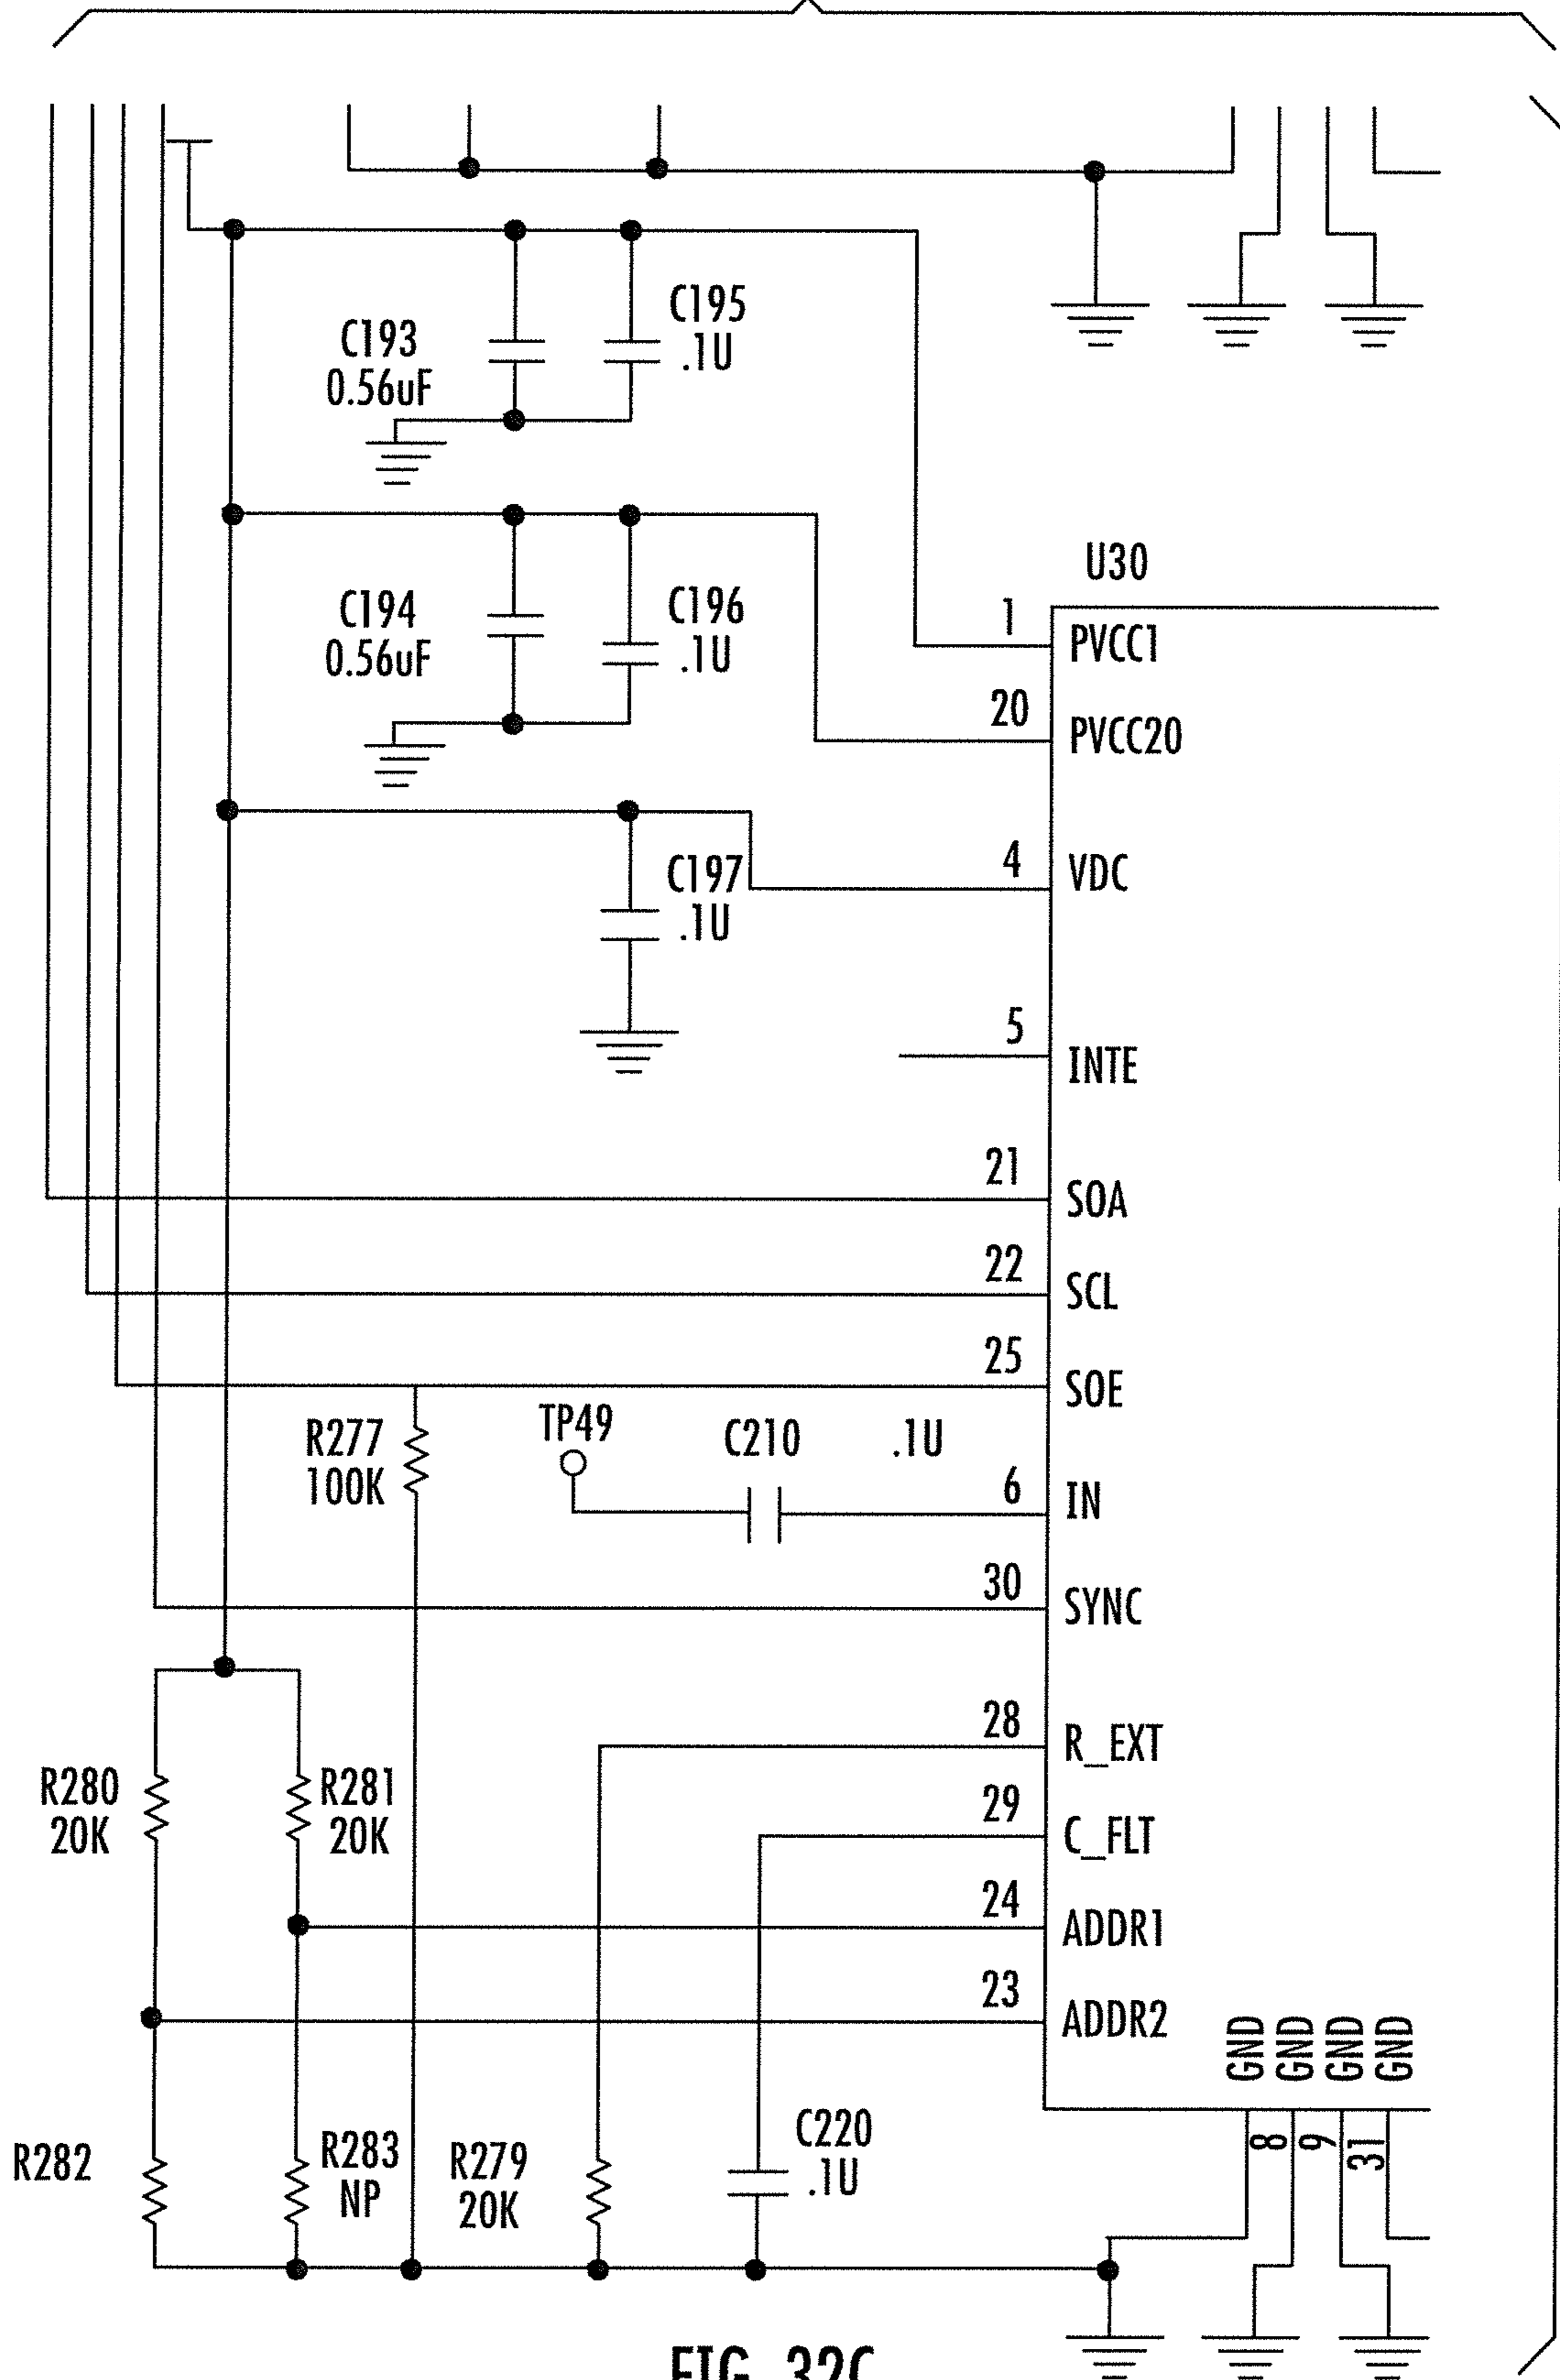 C195
.1U
C193
0.56uF
U30
C196
.1U
C194
0.56uF
1
PVCC1
20
PVCC20
C197
.1U
4
VDC
5
INTE
21
SOA
22
SCL
25
SOE
R277
100K
TP49
C210
.1U
6
IN
30
SYNC
28
R_EXT
R280
20K
R281
20K
29
C_FLT
24
ADDR1
23
ADDR2
GND
GND
GND
GND
8
9
31
R282
R283
NP
R279
20K
C220
.1U
FIG. 32C